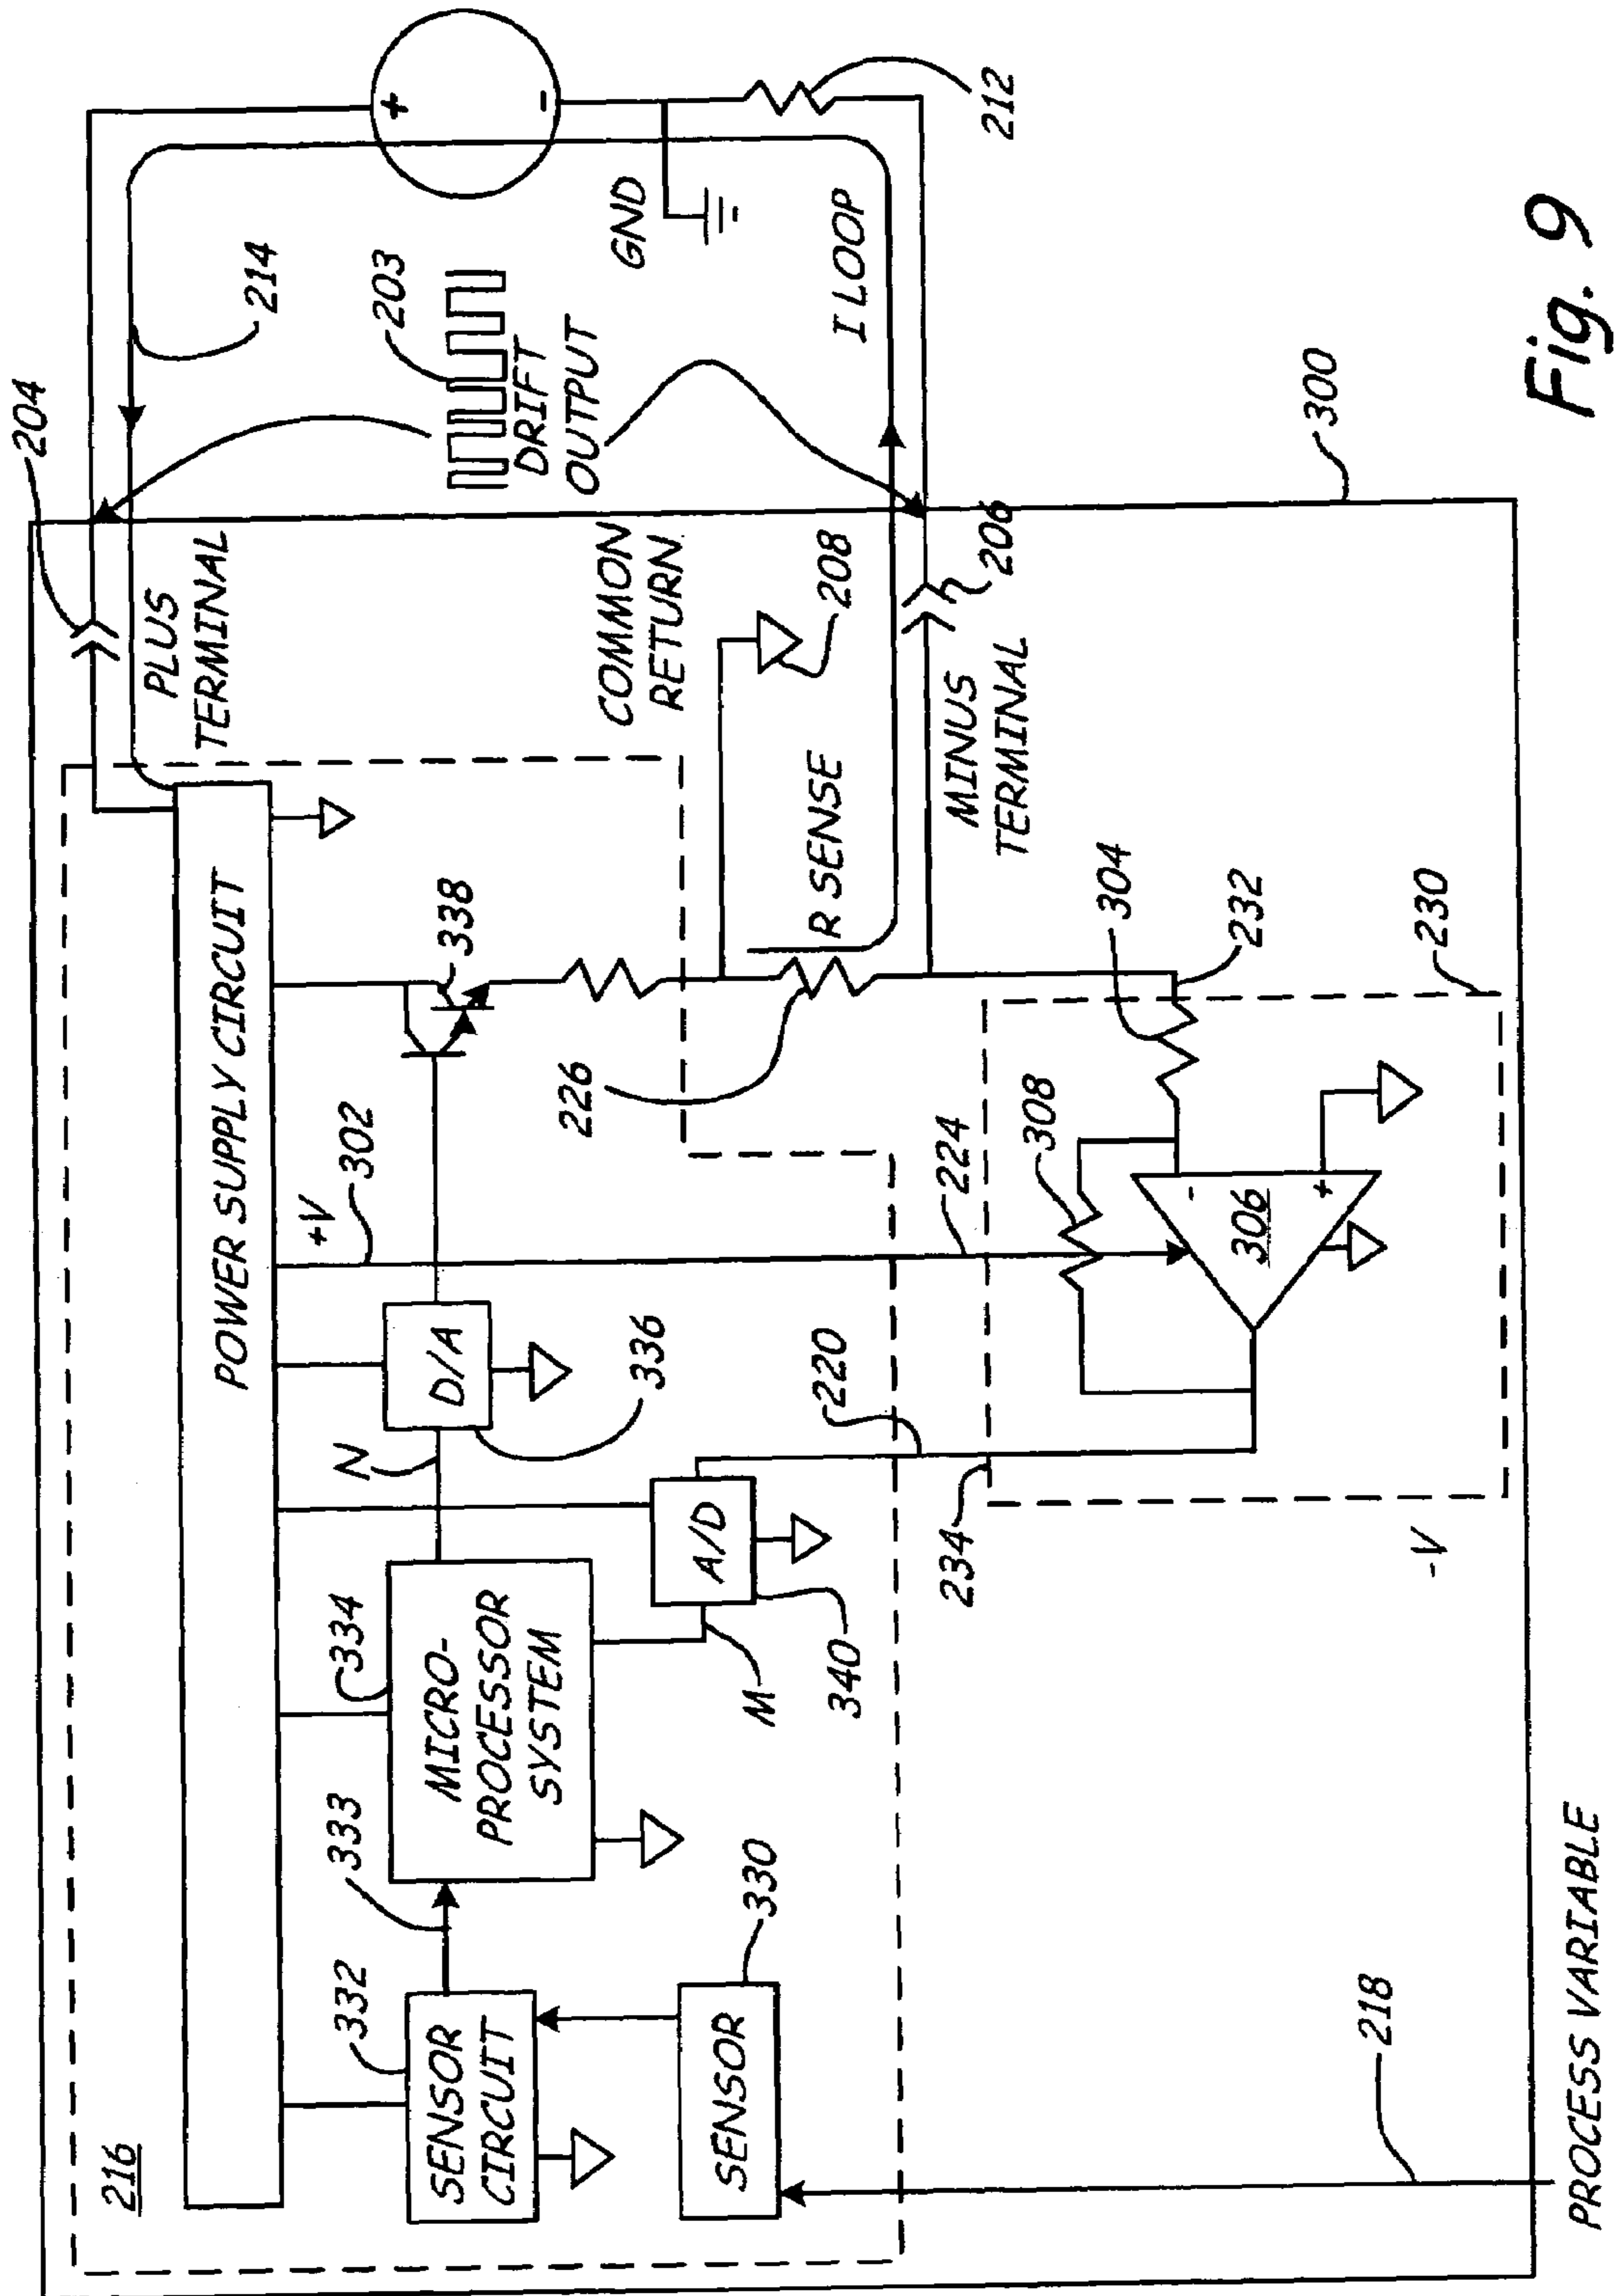 216
POWER SUPPLY CIRCUIT
204
PLUS
TERMINAL
214
+
-
203
DRIFT
OUTPUT
GND
212
I LOOP
COMMON
RETURN
208
R SENSE
206
MINUS
TERMINAL
332
SENSOR
CIRCUIT
333
334
MICRO-
PROCESSOR
SYSTEM
N
D/A
336
+V
302
338
226
SENSOR
330
M
A/D
340
220
224
234
308
304
232
230
-
306
+
-V
300
218
PROCESS VARIABLE
Fig. 9